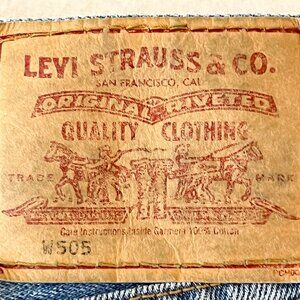 LEVI STRAUSS & CO.
SAN FRANCISCO, CAL
ORIGINAL RIVETED
QUALITY CLOTHING
TRADE MARK
Care Instructions Inside Garment 100% Cotton
W505